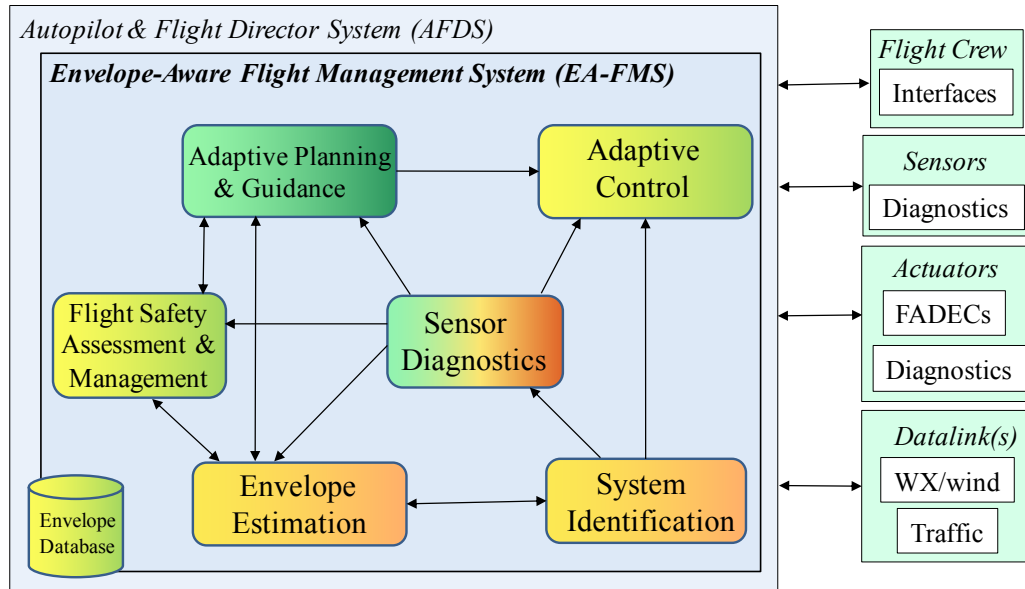 Autopilot & Flight Director System (AFDS)
Envelope-Aware Flight Management System (EA-FMS)
Adaptive Planning
& Guidance
Adaptive
Control
Flight Safety
Assessment &
Management
Sensor
Diagnostics
Envelope
Estimation
System
Identification
Envelope
Database
Flight Crew
Interfaces
Sensors
Diagnostics
Actuators
FADECs
Diagnostics
Datalink(s)
WX/wind
Traffic